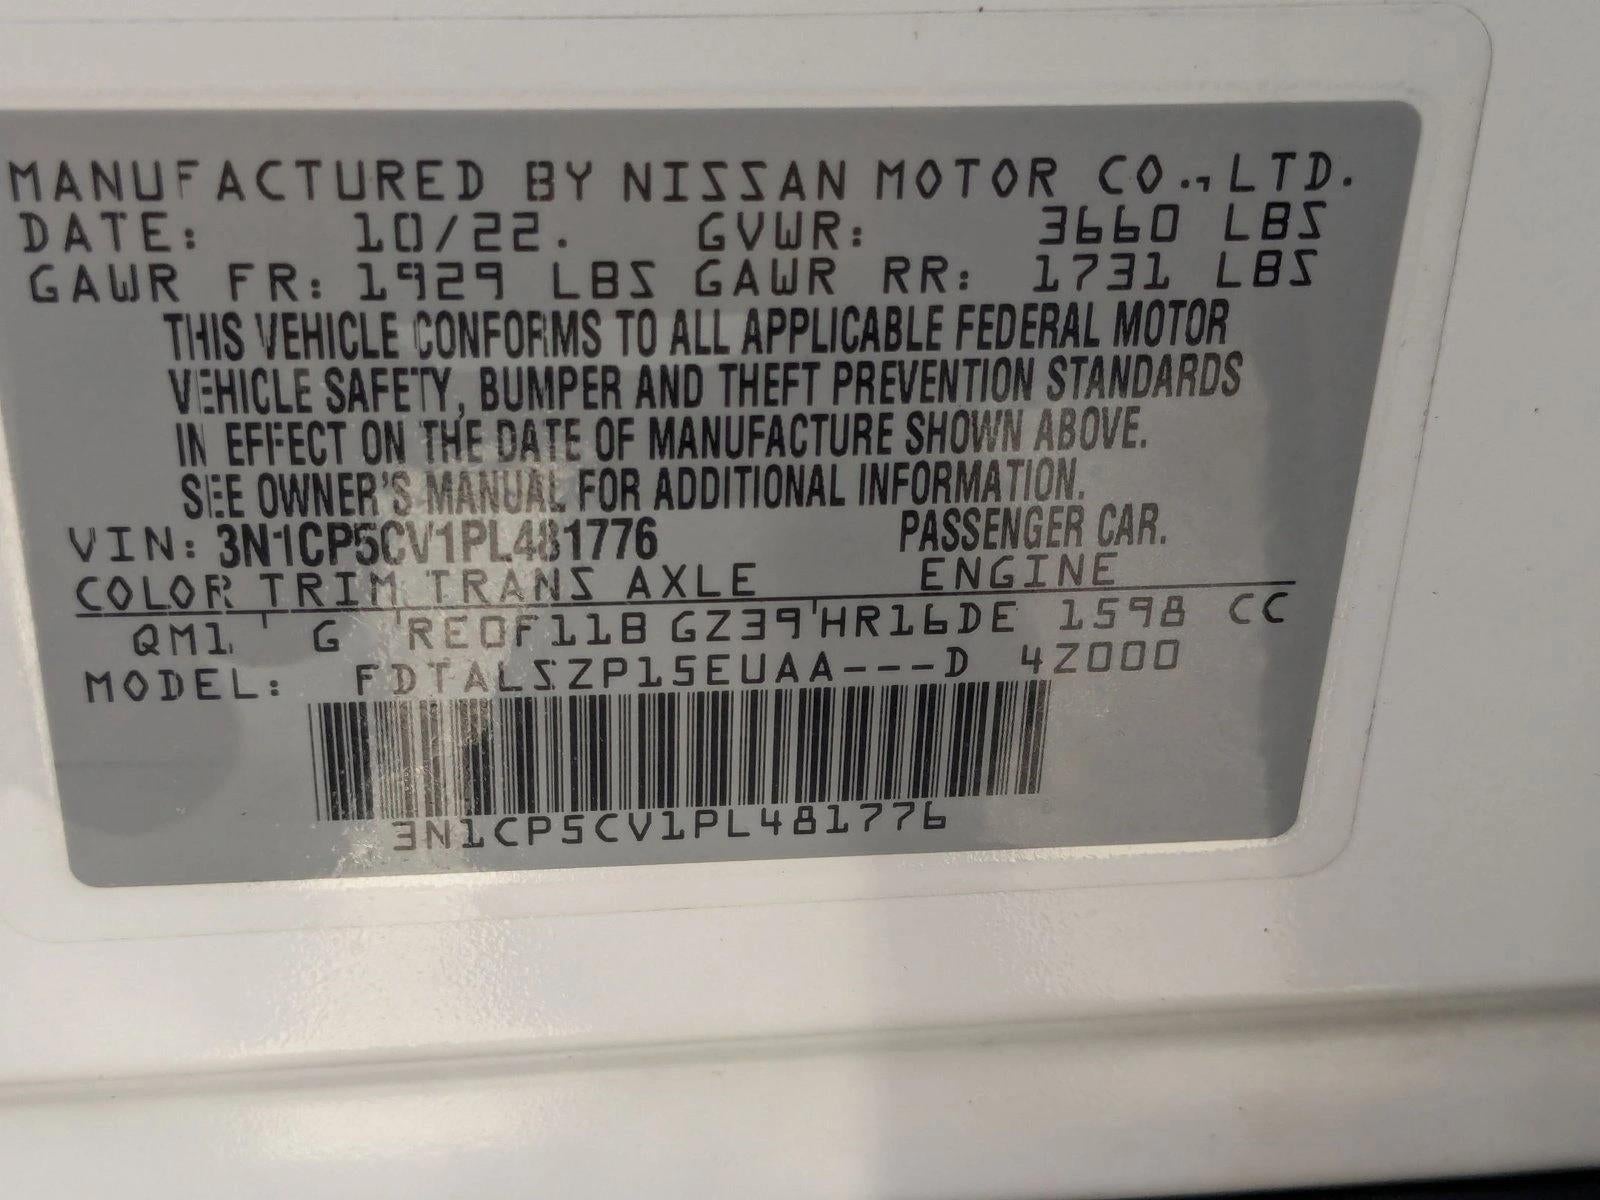 MANUFACTURED BY NISSAN MOTOR CO., LTD.
DATE: 10/22. GVWR: 3660 LBS
GAWR FR: 1929 LBS GAWR RR: 1731 LBS
THIS VEHICLE CONFORMS TO ALL APPLICABLE FEDERAL MOTOR
VEHICLE SAFETY, BUMPER AND THEFT PREVENTION STANDARDS
IN EFFECT ON THE DATE OF MANUFACTURE SHOWN ABOVE.
SEE OWNER'S MANUAL FOR ADDITIONAL INFORMATION.
VIN: 3N1CP5CV1PL481776 PASSENGER CAR.
COLOR TRIM TRANS AXLE ENGINE
QM1 G RE0F11B GZ39 HR16DE 1598 CC
MODEL: FDTALSZP15EUAA---D 4Z000
3N1CP5CV1PL481776